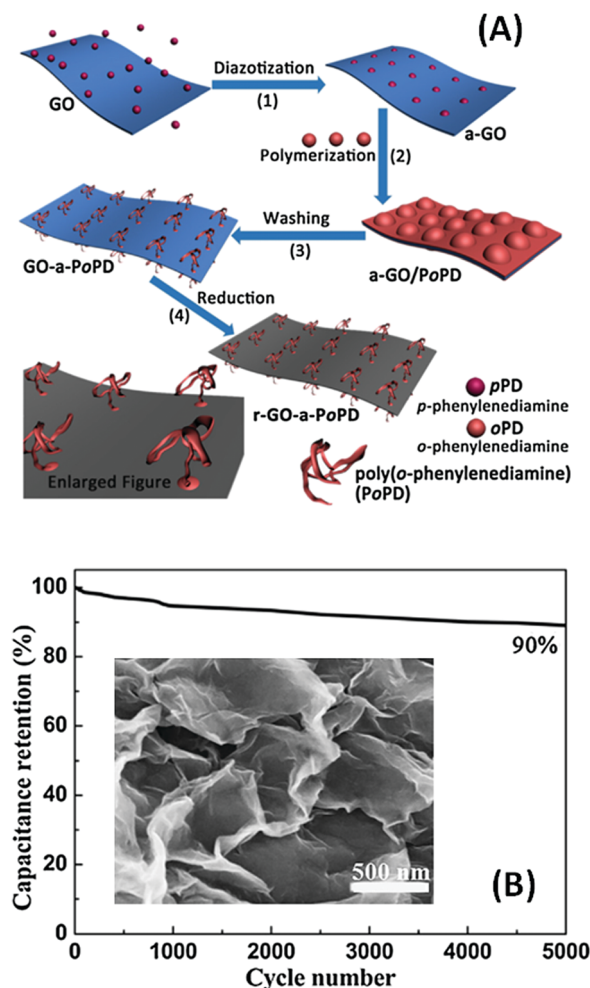 (A)
GO
Diazotization
(1)
a-GO
Polymerization
(2)
Washing
(3)
GO-a-PoPD
a-GO/PoPD
Reduction
(4)
r-GO-a-PoPD
pPD
p-phenylenediamine
oPD
o-phenylenediamine
Enlarged Figure
poly(o-phenylenediamine)
(PoPD)
100
80
60
40
20
0
Capacitance retention (%)
90%
500 nm
(B)
0 1000 2000 3000 4000 5000
Cycle number